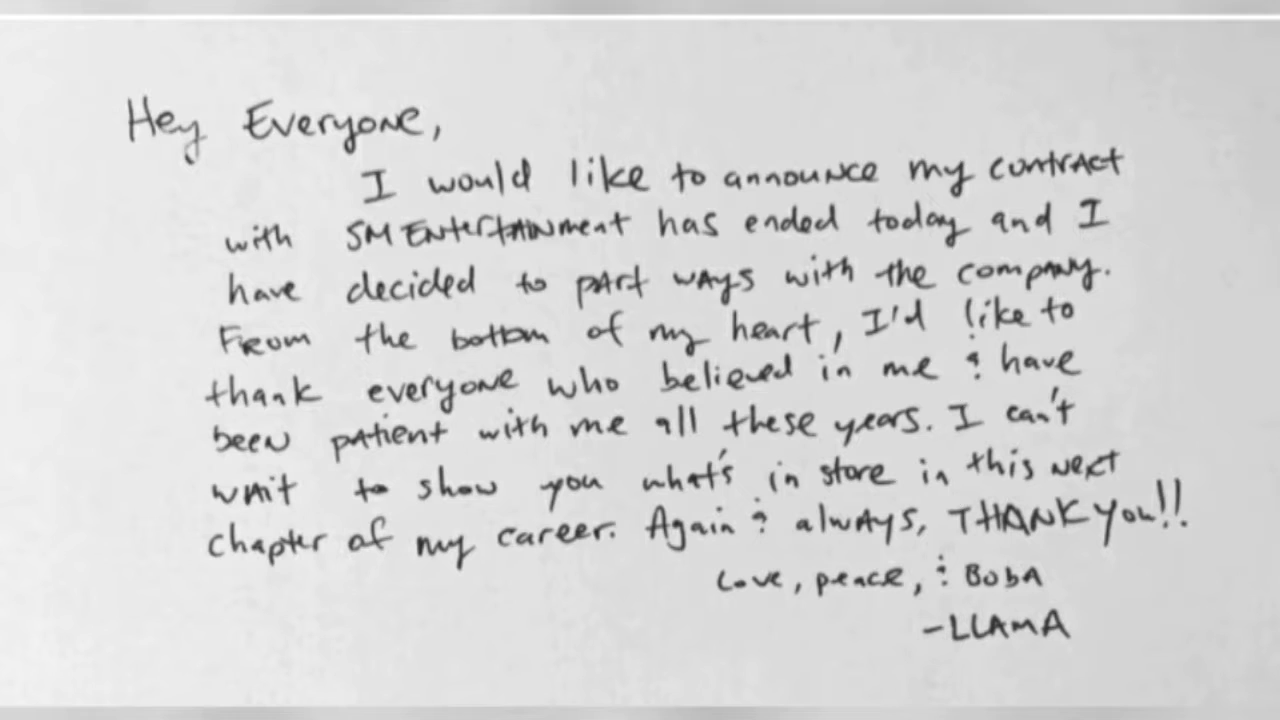 Hey Everyone,
I would like to announce my contract
with SM Entertainment has ended today and I
have decided to part ways with the company.
From the bottom of my heart, I'd like to
thank everyone who believed in me & have
been patient with me all these years. I can't
wait to show you what's in store in this next
chapter of my career. Again & always, THANK You!!
Love, peace, & Boba
-LLAMA